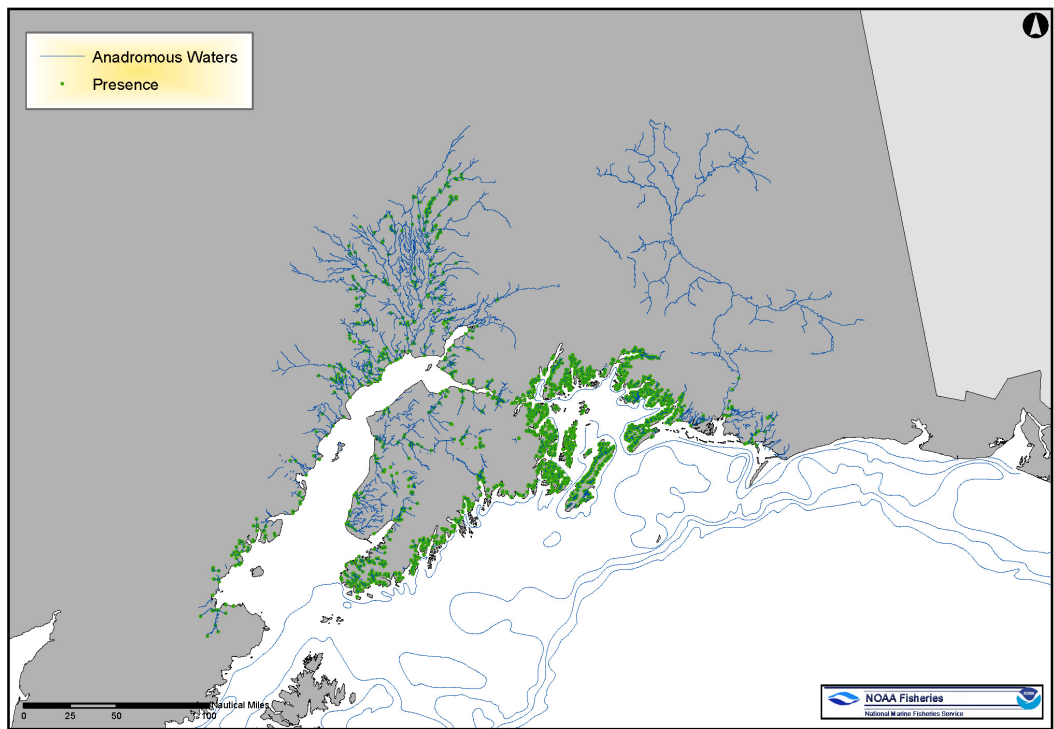 Anadromous Waters
Presence
Nautical Miles
0 25 50 100
NOAA Fisheries
National Marine Fisheries Service